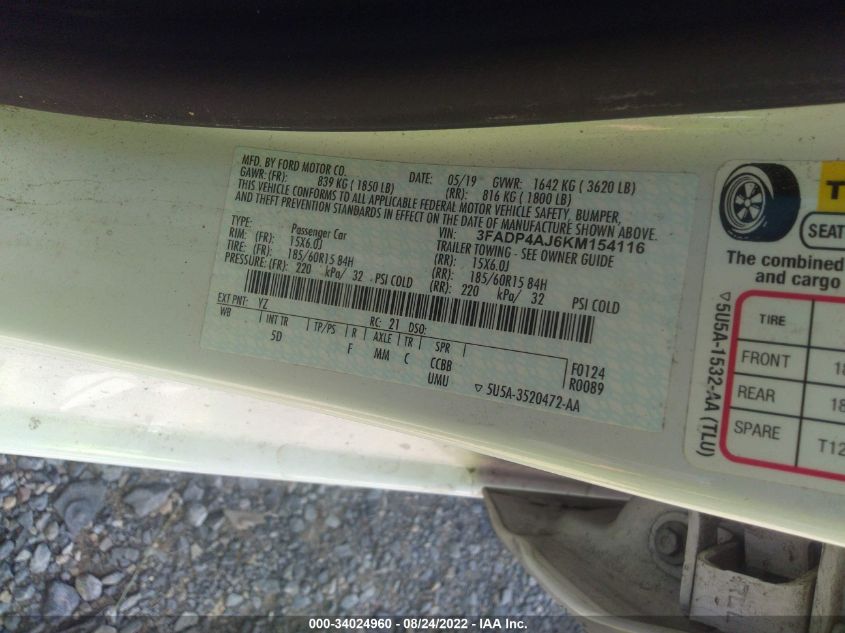 MFD. BY FORD MOTOR CO.
DATE: 05/19 GVWR: 1642 KG ( 3620 LB)
GAWR: (FR): 839 KG ( 1850 LB) (RR): 816 KG ( 1800 LB)
THIS VEHICLE CONFORMS TO ALL APPLICABLE FEDERAL MOTOR VEHICLE SAFETY, BUMPER,
AND THEFT PREVENTION STANDARDS IN EFFECT ON THE DATE OF MANUFACTURE SHOWN ABOVE.
VIN: 3FADP4AJ6KM154116
TYPE: Passenger Car TRAILER TOWING - SEE OWNER GUIDE
RIM: (FR): 15X6.0J (RR): 15X6.0J
TIRE: (FR): 185/60R15 84H (RR): 185/60R15 84H
PRESSURE: (FR): 220 kPa/ 32 PSI COLD (RR): 220 kPa/ 32 PSI COLD
EXT PNT: YZ RC: 21 DSO:
WB INT TR TP/PS R AXLE TR SPR
5D F MM C CCBB
UMU
F0124
R0089
▽ 5U5A-3520472-AA
T
SEAT
The combined
and cargo
TIRE
FRONT 18
REAR 18
SPARE T12
▽5U5A-1532-AA (TLU)
000-34024960 - 08/24/2022 - IAA Inc.